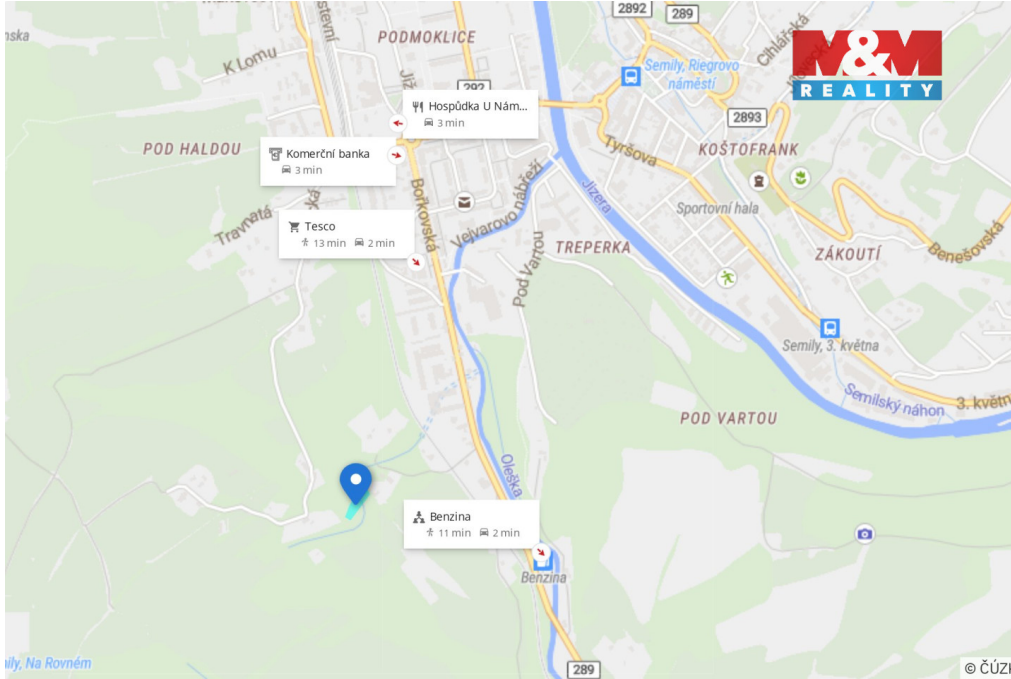 2892
289
PODMOKLICE
K Lomu
292
Semily, Riegrovo
náměstí
Cihlářská
M&M
REALITY
Hospůdka U Nám...
3 min
2893
POD HALDOU
Komerční banka
3 min
Tyršova
KOŠTOFRANK
Bořkovská
Jizera
Travnatá
Vejvarovo nábřeží
Sportovní hala
Tesco
13 min 2 min
Pod Vartou
TREPERKA
ZÁKOUTÍ
Benešovská
Semily, 3. května
Semilský náhon
3. květn
POD VARTOU
Oleška
Benzina
11 min 2 min
Benzina
ily, Na Rovném
289
© ČÚZK